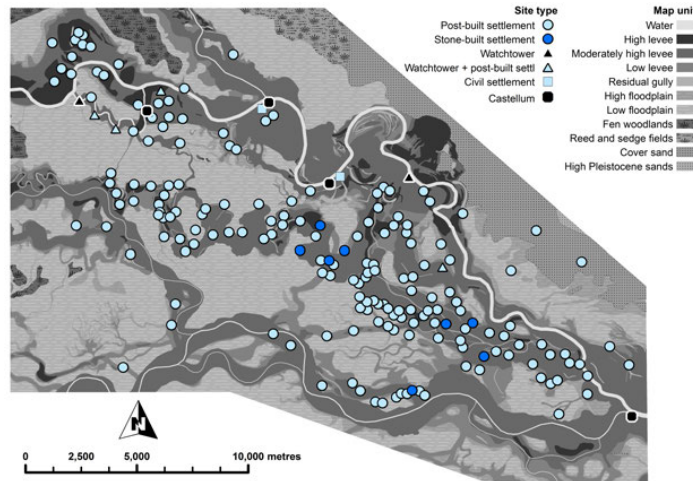 Site type
Post-built settlement
Stone-built settlement
Watchtower
Watchtower + post-built settl
Civil settlement
Castellum
Map uni
Water
High levee
Moderately high levee
Low levee
Residual gully
High floodplain
Low floodplain
Fen woodlands
Reed and sedge fields
Cover sand
High Pleistocene sands
N
0 2,500 5,000 10,000 metres